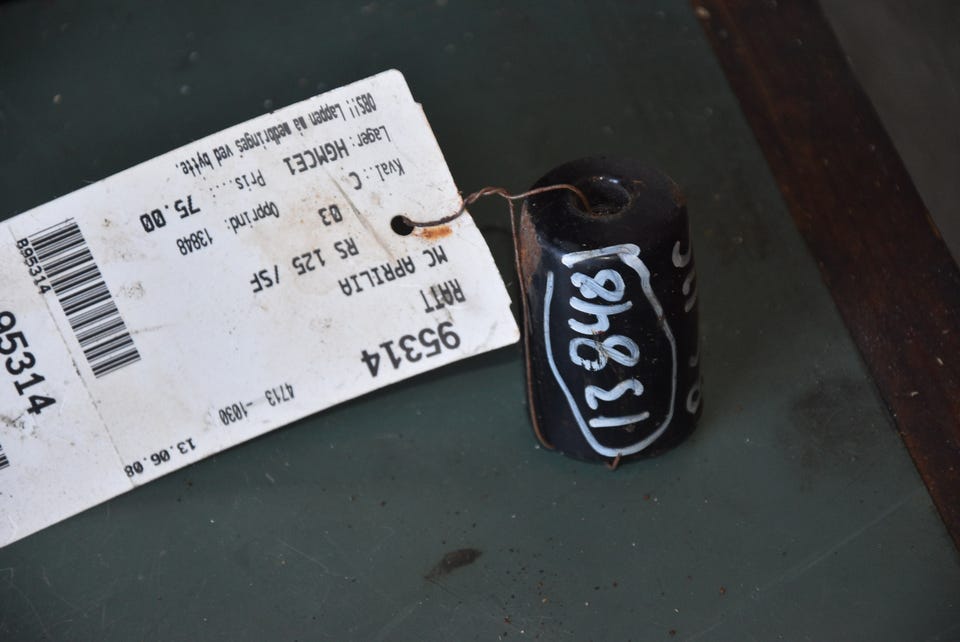 4713 -1030 13.06.08
95314
RATT
MC APRILIA
RS 125 /SF
03 Opprind: 13848
Kval.: C Pris.... 75.00
Lager: HGMCE1
OBS!! Lappen må medbringes ved bytte.
B95314
95314
13848